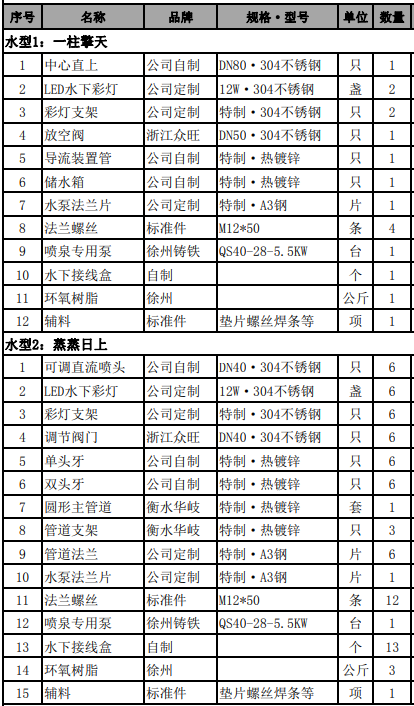 序号 名称 品牌 规格·型号 单位 数量
水型1：一柱擎天
1 中心直上 公司自制 DN80·304不锈钢 只 1
2 LED水下彩灯 公司定制 12W·304不锈钢 盏 2
3 彩灯支架 公司定制 特制·304不锈钢 只 2
4 放空阀 浙江众旺 DN50·304不锈钢 只 1
5 导流装置管 公司自制 特制·热镀锌 只 1
6 储水箱 公司自制 特制·热镀锌 只 1
7 水泵法兰片 公司定制 特制·A3钢 片 1
8 法兰螺丝 标准件 M12*50 条 4
9 喷泉专用泵 徐州铸铁 QS40-28-5.5KW 台 1
10 水下接线盒 自制 个 1
11 环氧树脂 徐州 公斤 1
12 辅料 标准件 垫片螺丝焊条等 项 1
水型2：蒸蒸日上
1 可调直流喷头 公司自制 DN40·304不锈钢 只 6
2 LED水下彩灯 公司定制 12W·304不锈钢 盏 6
3 彩灯支架 公司定制 特制·304不锈钢 只 6
4 调节阀门 浙江众旺 DN40·304不锈钢 只 6
5 单头牙 公司自制 特制·热镀锌 只 6
6 双头牙 公司自制 特制·热镀锌 只 6
7 圆形主管道 衡水华岐 特制·热镀锌 套 1
8 管道支架 衡水华岐 特制·热镀锌 只 3
9 管道法兰 公司定制 特制·A3钢 片 6
10 水泵法兰片 公司定制 特制·A3钢 片 1
11 法兰螺丝 标准件 M12*50 条 12
12 喷泉专用泵 徐州铸铁 QS40-28-5.5KW 台 1
13 水下接线盒 自制 个 13
14 环氧树脂 徐州 公斤 3
15 辅料 标准件 垫片螺丝焊条等 项 1